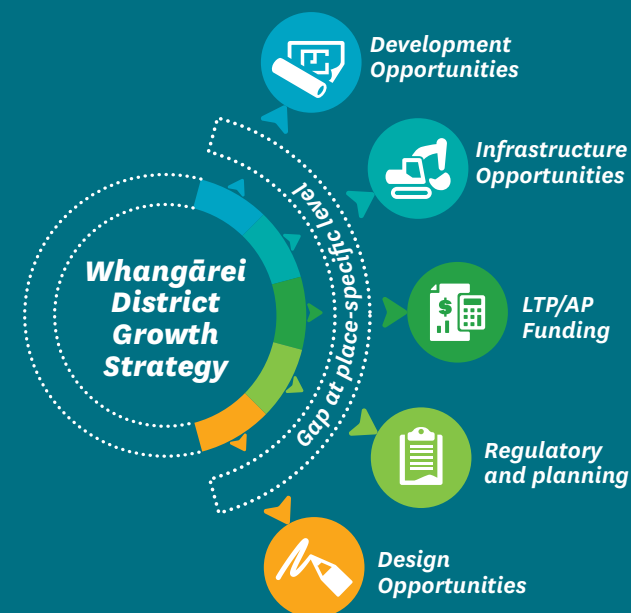 Development
Opportunities
Infrastructure
Opportunities
Whangārei
District
Growth
Strategy
Gap at place-specific level
$
LTP/AP
Funding
Regulatory
and planning
Design
Opportunities